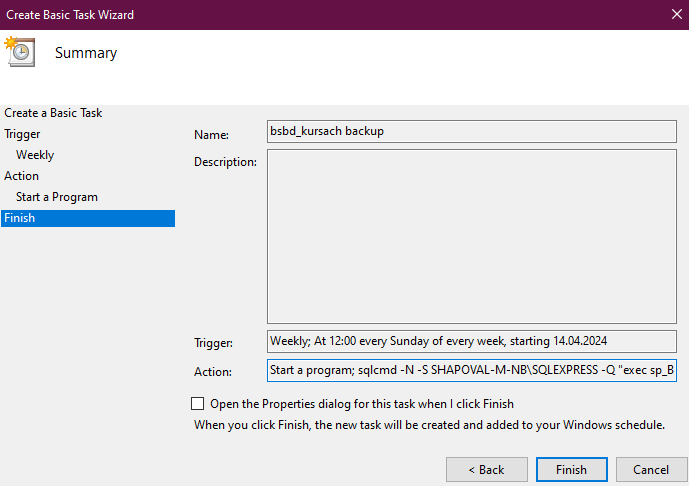 Create Basic Task Wizard
Summary
Create a Basic Task
Trigger
Weekly
Action
Start a Program
Finish
Name:
bsbd_kursach backup
Description:
Trigger:
Weekly; At 12:00 every Sunday of every week, starting 14.04.2024
Action:
Start a program; sqlcmd -N -S SHAPOVAL-M-NB\SQLEXPRESS -Q "exec sp_B
Open the Properties dialog for this task when I click Finish
When you click Finish, the new task will be created and added to your Windows schedule.
< Back
Finish
Cancel